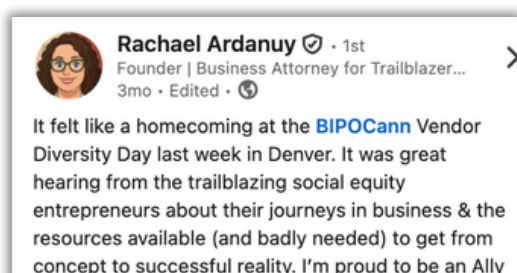 Rachael Ardanuy · 1st
Founder | Business Attorney for Trailblazer...
3mo • Edited •
It felt like a homecoming at the BIPOCann Vendor
Diversity Day last week in Denver. It was great
hearing from the trailblazing social equity
entrepreneurs about their journeys in business & the
resources available (and badly needed) to get from
concept to successful reality. I'm proud to be an Ally